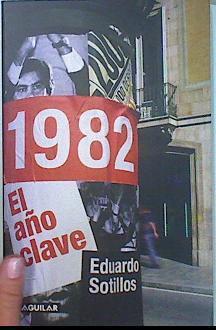 1982
El
año
clave
Eduardo
Sotillos
AGUILAR